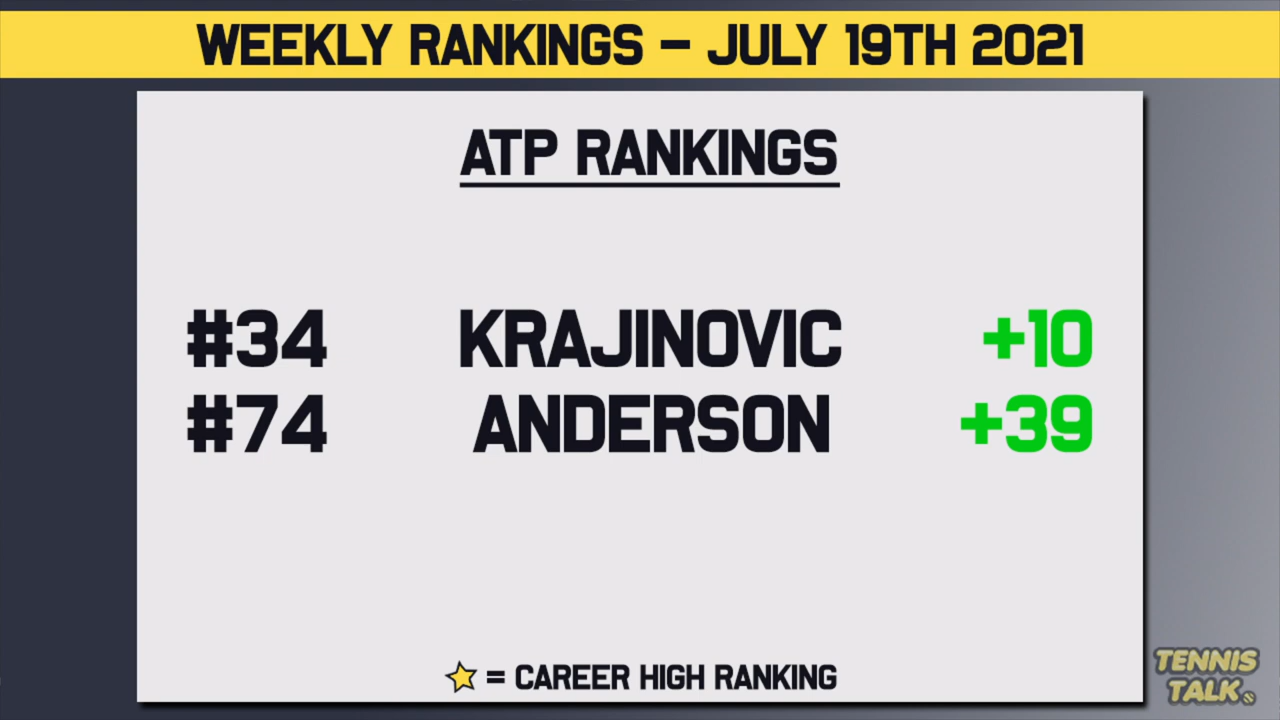 WEEKLY RANKINGS – JULY 19TH 2021
ATP RANKINGS
#34 KRAJINOVIC +10
#74 ANDERSON +39
= CAREER HIGH RANKING
TENNIS
TALK